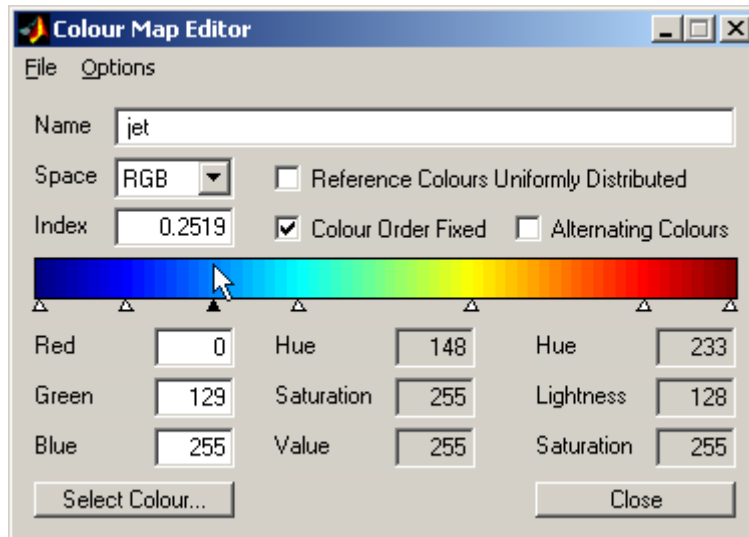 Colour Map Editor
File Options
Name jet
Space RGB Reference Colours Uniformly Distributed
Index 0.2519 Colour Order Fixed Alternating Colours
Red 0 Hue 148 Hue 233
Green 129 Saturation 255 Lightness 128
Blue 255 Value 255 Saturation 255
Select Colour... Close